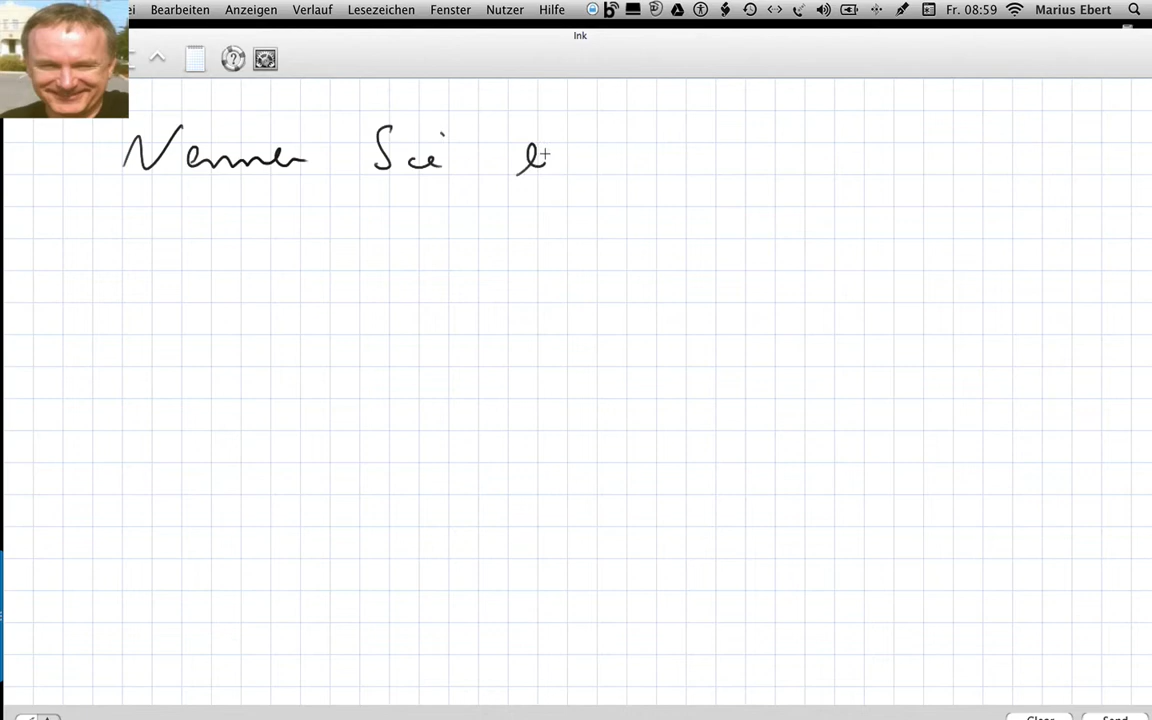 Bearbeiten Anzeigen Verlauf Lesezeichen Fenster Nutzer Hilfe Fr. 08:59 Marius Ebert
Ink
Nennen Sie